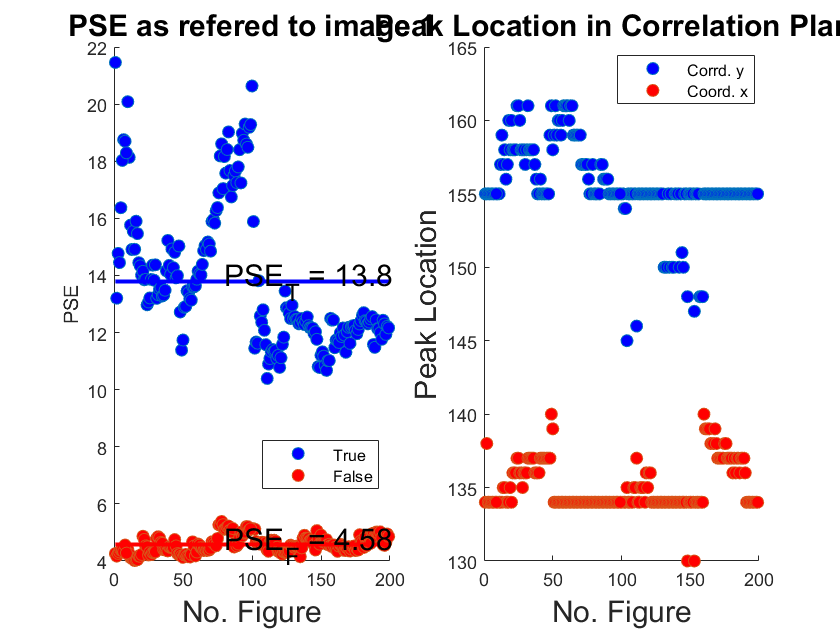 PSE as refered to image 1
Peak Location in Correlation Plan
PSE
22
20
18
16
14
12
10
8
6
4
PSE_T = 13.8
True
False
PSE_F = 4.58
0
50
100
150
200
No. Figure
Peak Location
165
160
155
150
145
140
135
130
Corrd. y
Coord. x
0
50
100
150
200
No. Figure